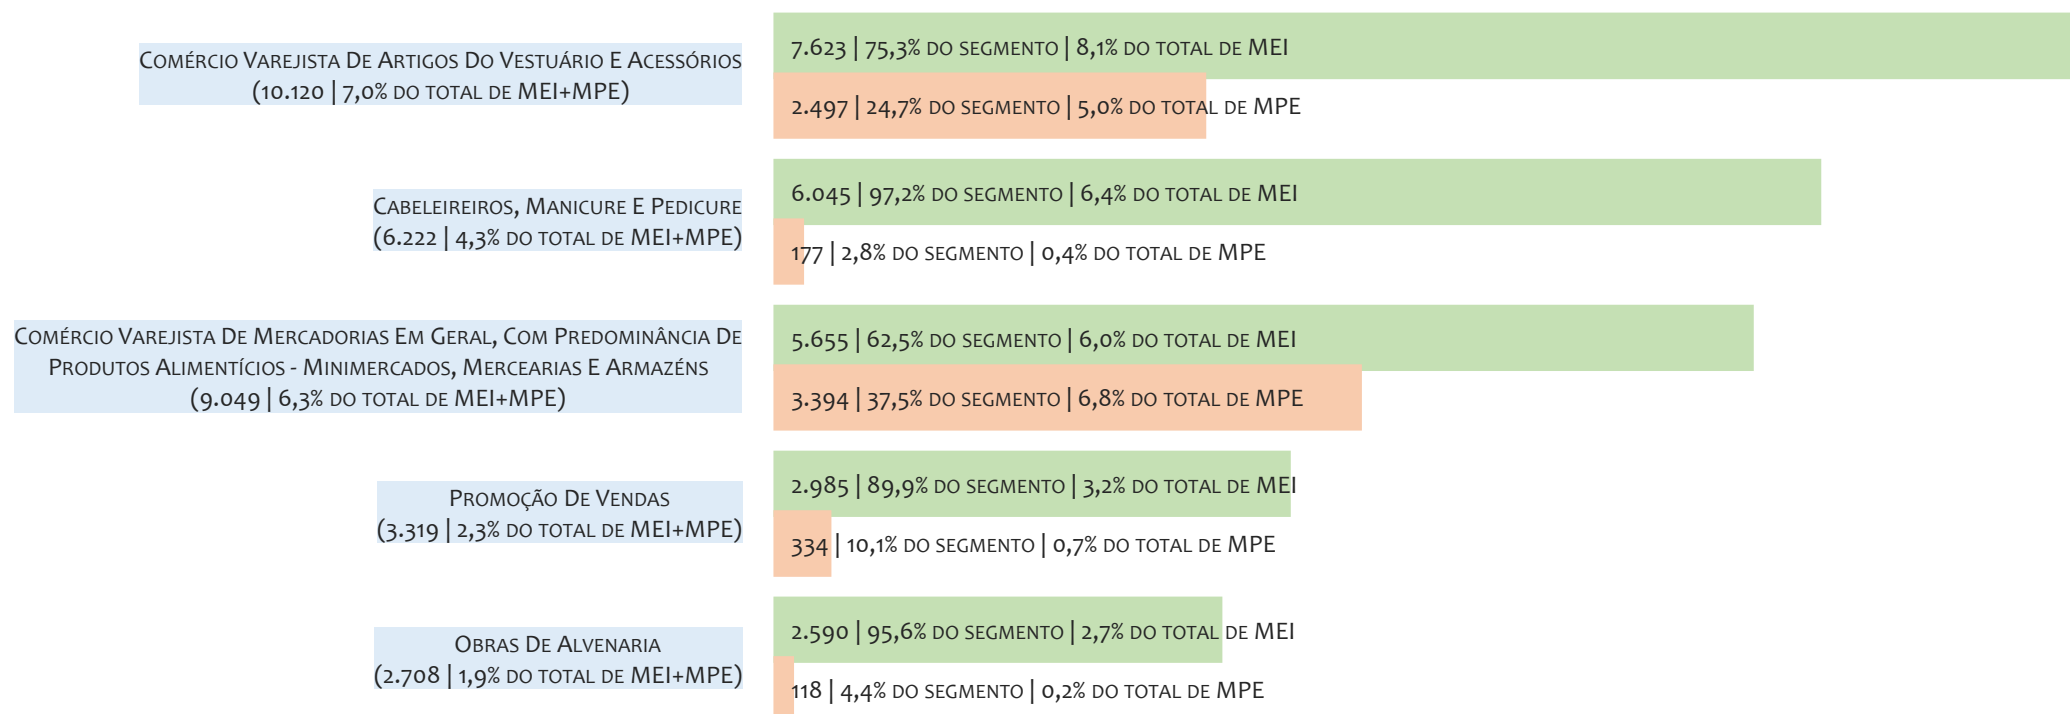 Comércio Varejista De Artigos Do Vestuário E Acessórios
(10.120 | 7,0% do total de MEI+MPE)
7.623 | 75,3% do segmento | 8,1% do total de MEI
2.497 | 24,7% do segmento | 5,0% do total de MPE
Cabeleireiros, Manicure E Pedicure
(6.222 | 4,3% do total de MEI+MPE)
6.045 | 97,2% do segmento | 6,4% do total de MEI
177 | 2,8% do segmento | 0,4% do total de MPE
Comércio Varejista De Mercadorias Em Geral, Com Predominância De
Produtos Alimentícios - Minimercados, Mercearias E Armazéns
(9.049 | 6,3% do total de MEI+MPE)
5.655 | 62,5% do segmento | 6,0% do total de MEI
3.394 | 37,5% do segmento | 6,8% do total de MPE
Promoção De Vendas
(3.319 | 2,3% do total de MEI+MPE)
2.985 | 89,9% do segmento | 3,2% do total de MEI
334 | 10,1% do segmento | 0,7% do total de MPE
Obras De Alvenaria
(2.708 | 1,9% do total de MEI+MPE)
2.590 | 95,6% do segmento | 2,7% do total de MEI
118 | 4,4% do segmento | 0,2% do total de MPE